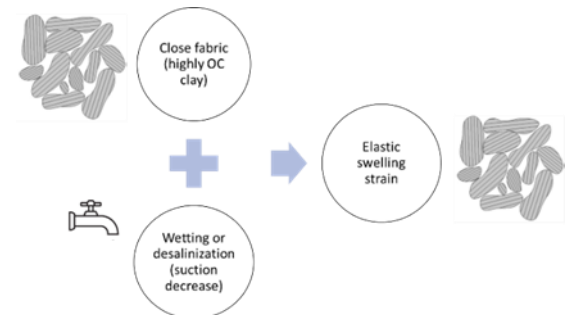 Close fabric
(highly OC
clay)
Elastic
swelling
strain
Wetting or
desalinization
(suction
decrease)